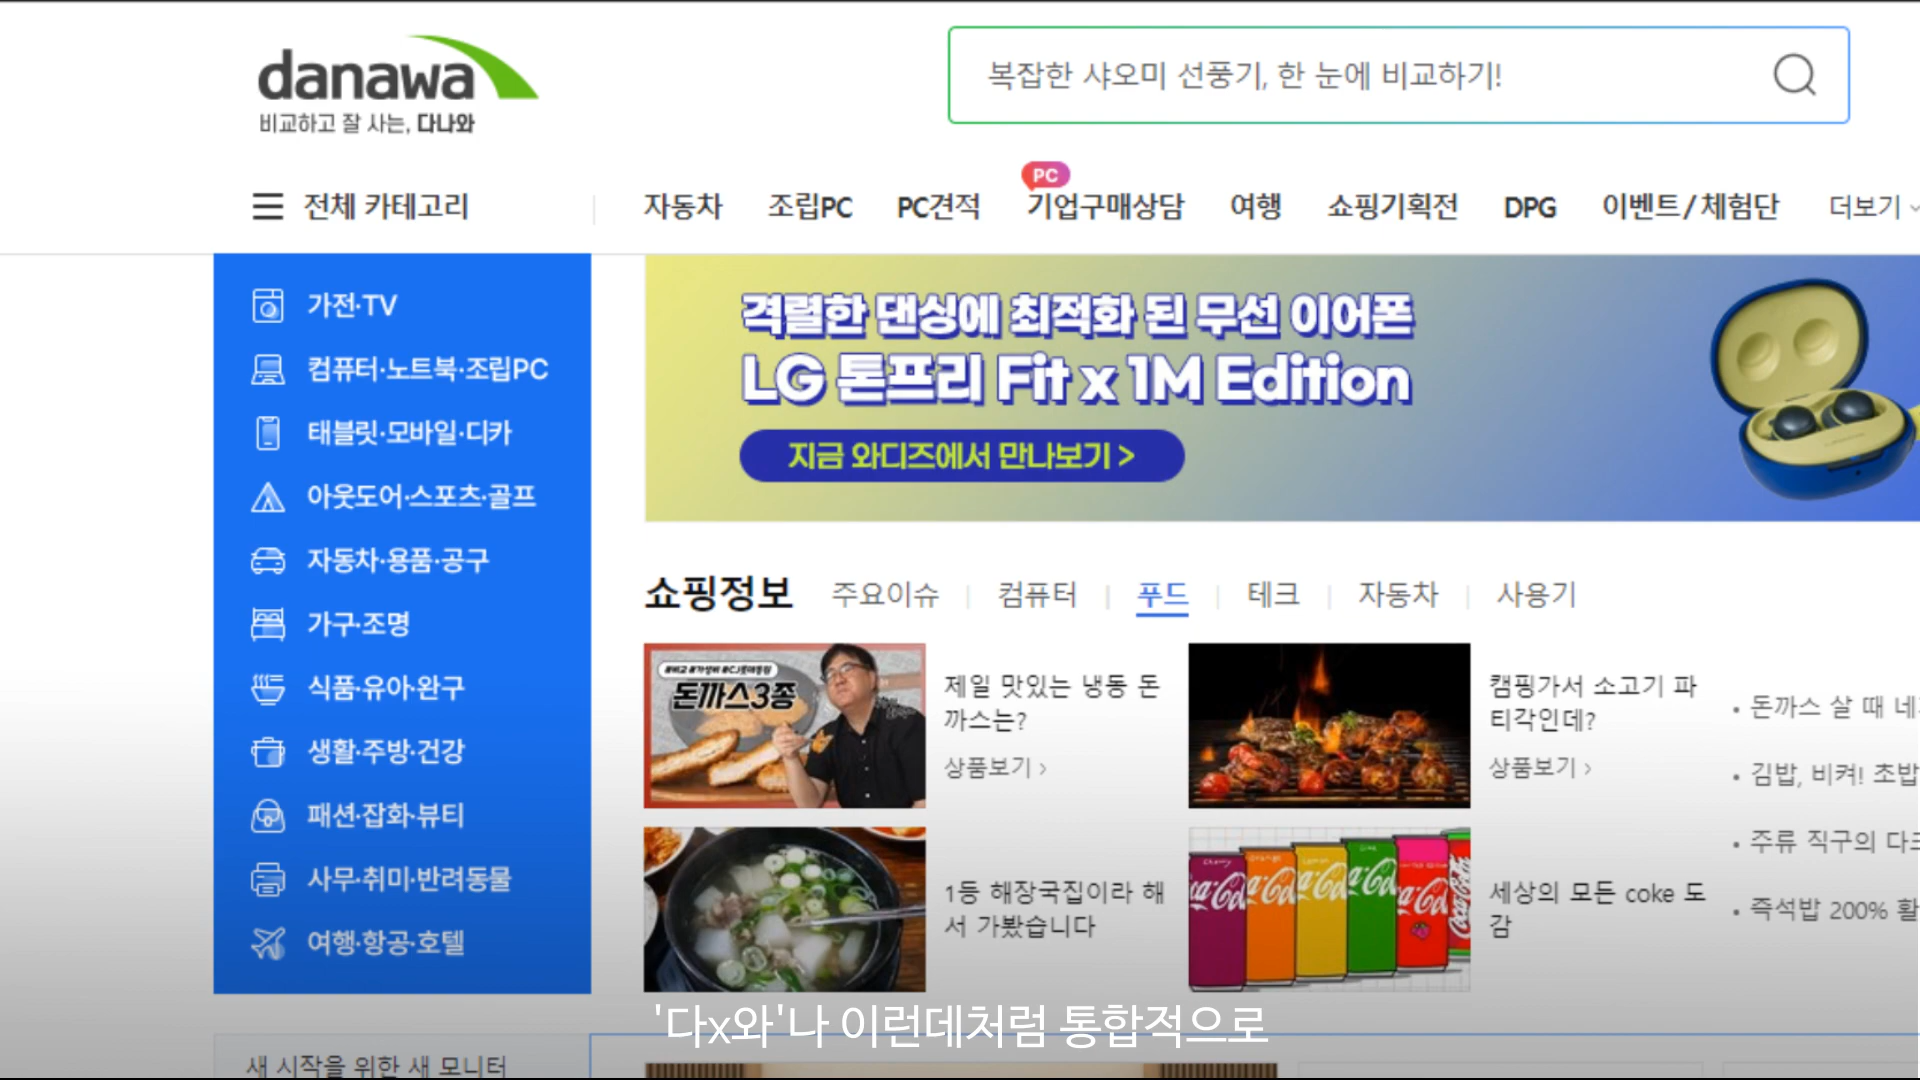 danawa
비교하고 잘 사는, 다나와
복잡한 샤오미 선풍기, 한 눈에 비교하기!
전체 카테고리
자동차
조립PC
PC견적
PC
기업구매상담
여행
쇼핑기획전
DPG
이벤트/체험단
더보기
가전·TV
컴퓨터·노트북·조립PC
태블릿·모바일·디카
아웃도어·스포츠·골프
자동차·용품·공구
가구·조명
식품·유아·완구
생활·주방·건강
패션·잡화·뷰티
사무·취미·반려동물
여행·항공·호텔
격렬한 댄싱에 최적화 된 무선 이어폰
LG 톤프리 Fit x 1M Edition
지금 와디즈에서 만나보기 >
쇼핑정보
주요이슈
컴퓨터
푸드
테크
자동차
사용기
돈까스3종
제일 맛있는 냉동 돈
까스는?
상품보기 >
캠핑가서 소고기 파
티각인데?
상품보기 >
1등 해장국집이라 해
서 가봤습니다
세상의 모든 coke 도
감
• 돈까스 살 때 네
• 김밥, 비켜! 초밥
• 주류 직구의 다크
• 즉석밥 200% 활
'다x와'나 이런데처럼 통합적으로
새 시작을 위한 새 모니터